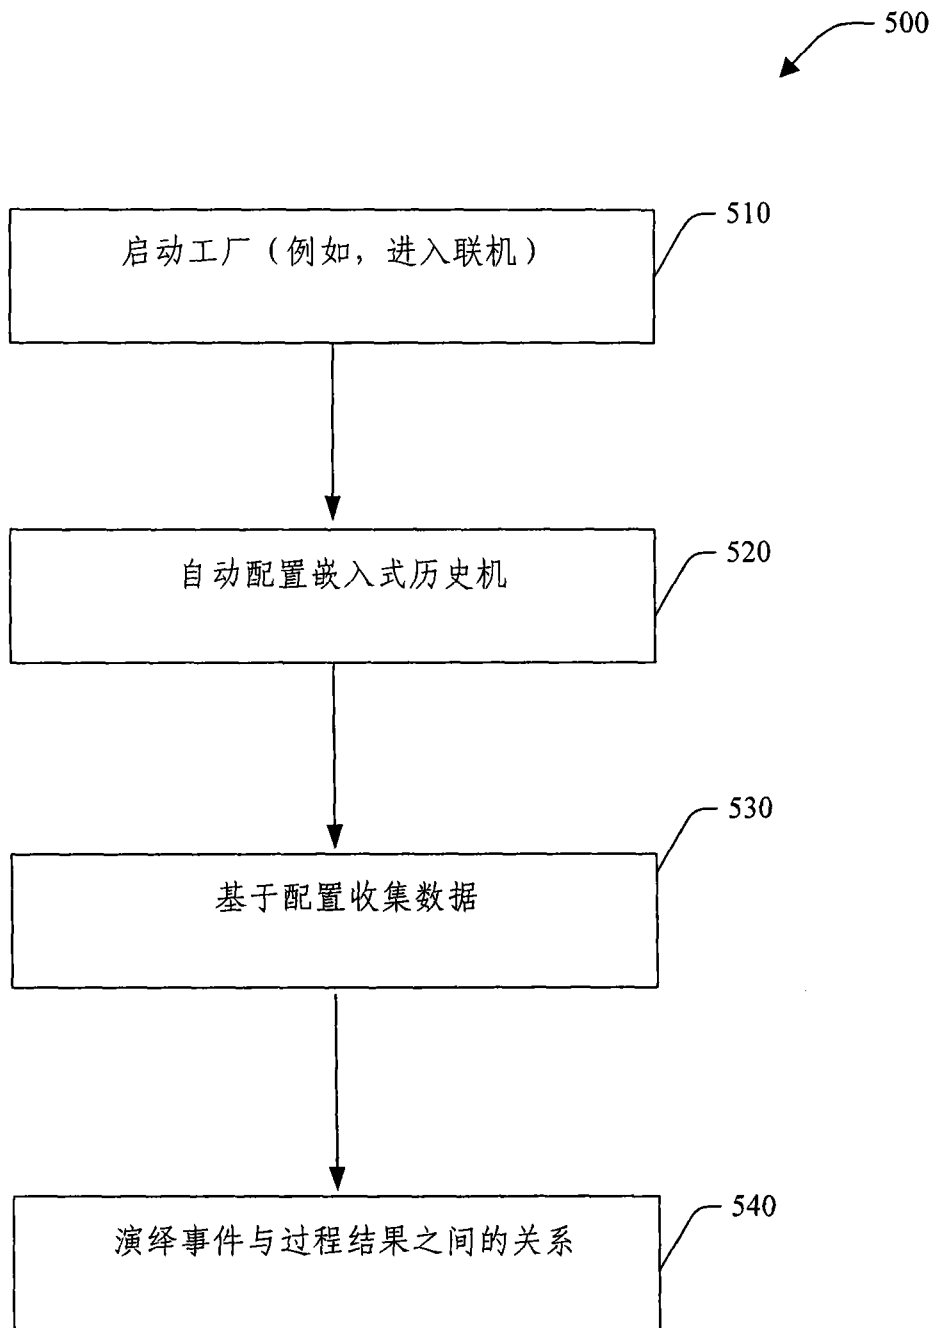 500
510
启动工厂（例如，进入联机）
520
自动配置嵌入式历史机
530
基于配置收集数据
540
演绎事件与过程结果之间的关系